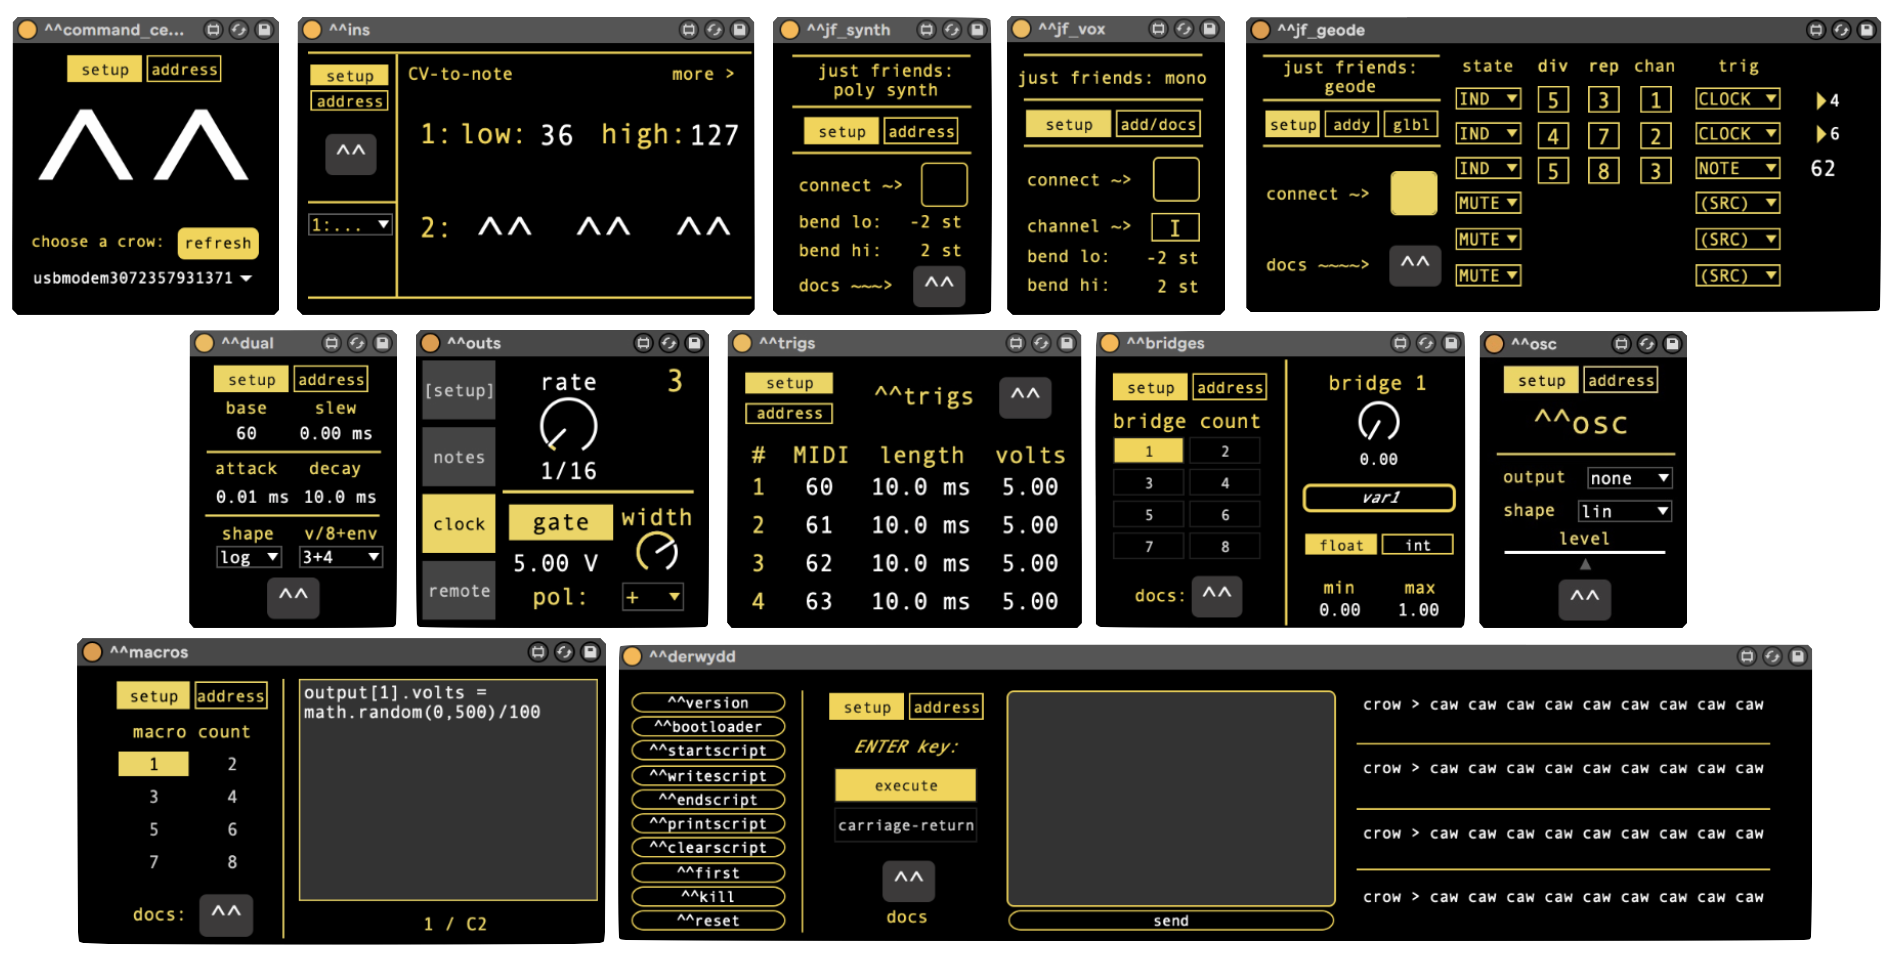 ^^command_ce...
setup address
^^
choose a crow: refresh
usbmodem3072357931371
^^ins
setup
address
^^
1:...
CV-to-note more >
1: low: 36 high: 127
2: ^^ ^^ ^^
^^jf_synth
just friends:
poly synth
setup address
connect ~>
bend lo: -2 st
bend hi: 2 st
docs ~~~> ^^
^^jf_vox
just friends: mono
setup add/docs
connect ~>
channel ~> I
bend lo: -2 st
bend hi: 2 st
^^jf_geode
just friends:
geode
setup addy glbl
connect ~>
docs ~~~~> ^^
state div rep chan trig
IND 5 3 1 CLOCK 4
IND 4 7 2 CLOCK 6
IND 5 8 3 NOTE 62
MUTE (SRC)
MUTE (SRC)
MUTE (SRC)
^^dual
setup address
base slew
60 0.00 ms
attack decay
0.01 ms 10.0 ms
shape v/8+env
log 3+4
^^
^^outs
[setup]
notes
clock
remote
rate 3
1/16
gate width
5.00 V
pol: +
^^trigs
setup
address
^^trigs ^^
# MIDI length volts
1 60 10.0 ms 5.00
2 61 10.0 ms 5.00
3 62 10.0 ms 5.00
4 63 10.0 ms 5.00
^^bridges
setup address
bridge count
1 2
3 4
5 6
7 8
docs: ^^
bridge 1
0.00
var1
float int
min max
0.00 1.00
^^osc
setup address
^^osc
output none
shape lin
level
^^
^^macros
setup address
macro count
1 2
3 4
5 6
7 8
docs: ^^
output[1].volts =
math.random(0,500)/100
1 / C2
^^derwydd
^^version
^^bootloader
^^startscript
^^writescript
^^endscript
^^printscript
^^clearscript
^^first
^^kill
^^reset
setup address
ENTER key:
execute
carriage-return
^^
docs
send
crow > caw caw caw caw caw caw caw caw caw
crow > caw caw caw caw caw caw caw caw caw
crow > caw caw caw caw caw caw caw caw caw
crow > caw caw caw caw caw caw caw caw caw